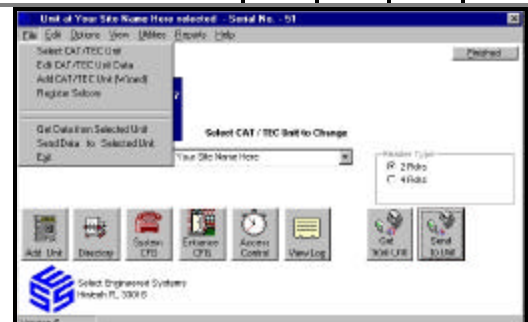 Unit at Your Site Name Here selected - Serial No. - 51
File Edit Options View Utilities Reports Help
Select CAT/TEC Unit
Edit CAT/TEC Unit Data
Add CAT/TEC Unit (Wizard)
Register Selcom
Get Data from Selected Unit
Send Data to Selected Unit
Exit
Finished
Select CAT / TEC Unit to Change
Your Site Name Here
Reader Type
2 Rdrs
4 Rdrs
Add Unit
Directory
System CFG
Entrance CFG
Access Control
View Log
Get from Unit
Send to Unit
Select Engineered Systems
Hialeah FL, 33016